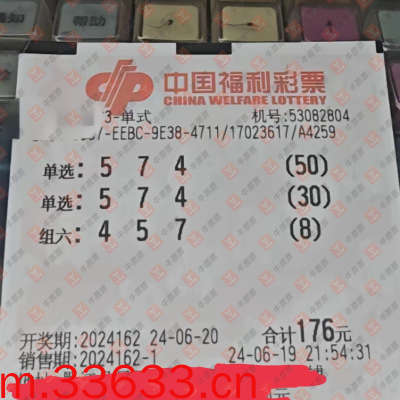 帮助
中国福利彩票
CHINA WELFARE LOTTERY
3-单式 机号:53082804
-EEBC-9E38-4711/17023617/A4259
单选: 5 7 4 (50)
单选: 5 7 4 (30)
组六: 4 5 7 (8)
开奖期: 2024162 24-06-20 合计176元
销售期: 2024162-1 24-06-19 21:54:31
m.33633.cn